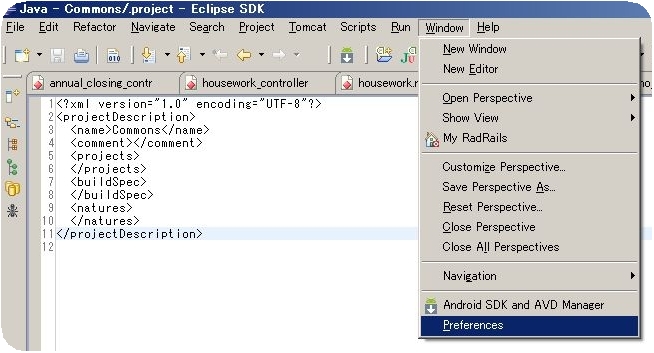 Java - Commons/.project - Eclipse SDK
File Edit Refactor Navigate Search Project Tomcat Scripts Run Window Help
annual_closing_contr housework_controller housework.r
1 <?xml version="1.0" encoding="UTF-8"?>
2 <projectDescription>
3 <name>Commons</name>
4 <comment></comment>
5 <projects>
6 </projects>
7 <buildSpec>
8 </buildSpec>
9 <natures>
10 </natures>
11 </projectDescription>
12
New Window
New Editor
Open Perspective
Show View
My RadRails
Customize Perspective...
Save Perspective As...
Reset Perspective...
Close Perspective
Close All Perspectives
Navigation
Android SDK and AVD Manager
Preferences